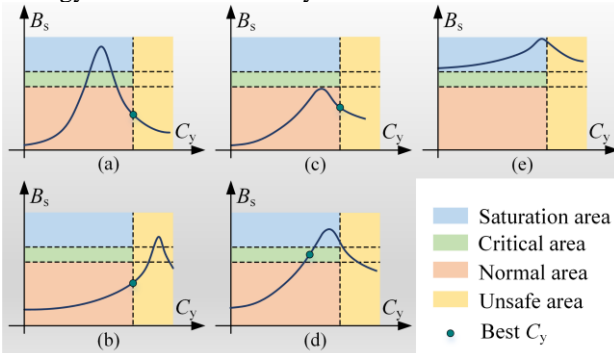 Bs
Cy
(a)
Bs
Cy
(c)
Bs
Cy
(e)
Bs
Cy
(b)
Bs
Cy
(d)
Saturation area
Critical area
Normal area
Unsafe area
Best Cy